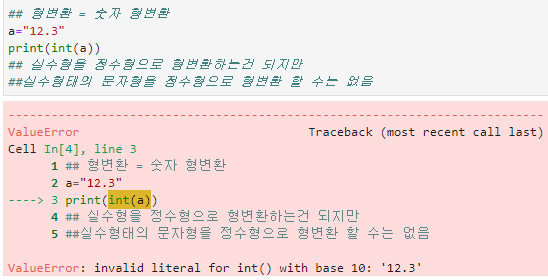 ## 형변환 = 숫자 형변환
a="12.3"
print(int(a))
## 실수형을 정수형으로 형변환하는건 되지만
##실수형태의 문자형을 정수형으로 형변환 할 수는 없음
---------------------------------------------------------------------------
ValueError                                Traceback (most recent call last)
Cell In[4], line 3
      1 ## 형변환 = 숫자 형변환
      2 a="12.3"
----> 3 print(int(a))
      4 ## 실수형을 정수형으로 형변환하는건 되지만
      5 ##실수형태의 문자형을 정수형으로 형변환 할 수는 없음
ValueError: invalid literal for int() with base 10: '12.3'